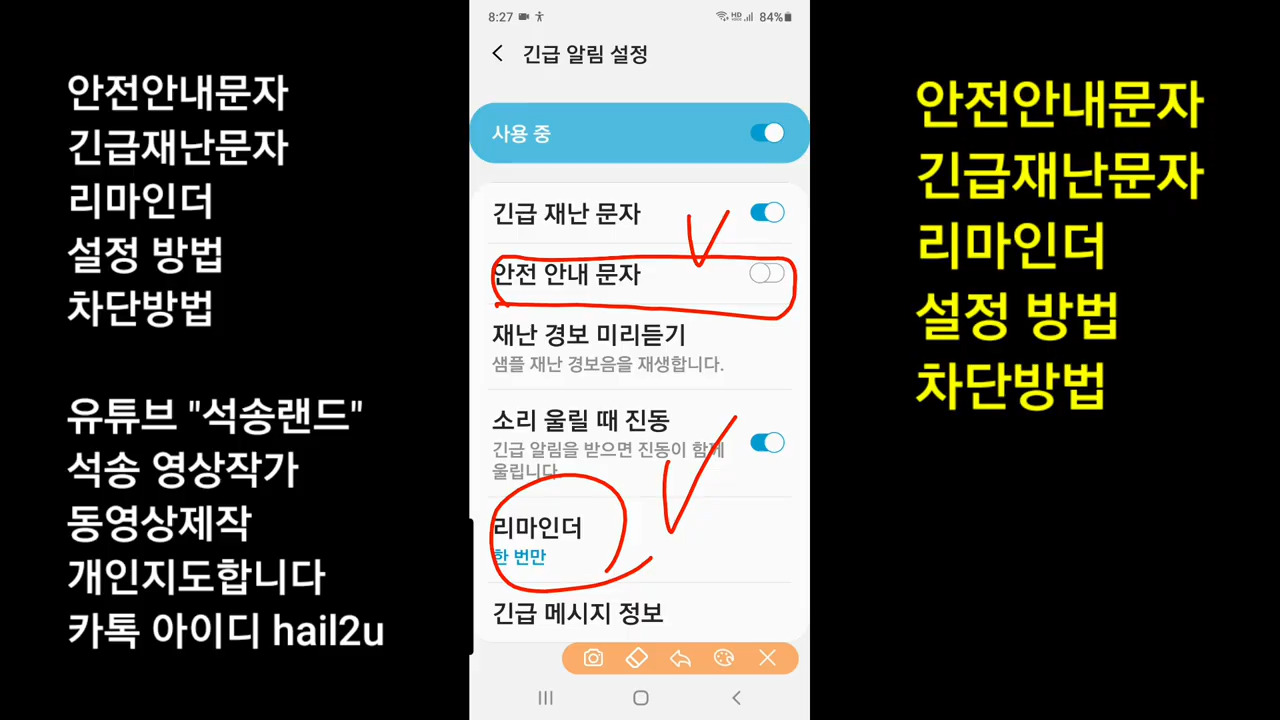 안전안내문자
긴급재난문자
리마인더
설정 방법
차단방법
유튜브 "석송랜드"
석송 영상작가
동영상제작
개인지도합니다
카톡 아이디 hail2u
8:27
HD 84%
긴급 알림 설정
사용 중
긴급 재난 문자
안전 안내 문자
재난 경보 미리듣기
샘플 재난 경보음을 재생합니다.
소리 울릴 때 진동
긴급 알림을 받으면 진동이 함께
울립니다.
리마인더
한 번만
긴급 메시지 정보
안전안내문자
긴급재난문자
리마인더
설정 방법
차단방법